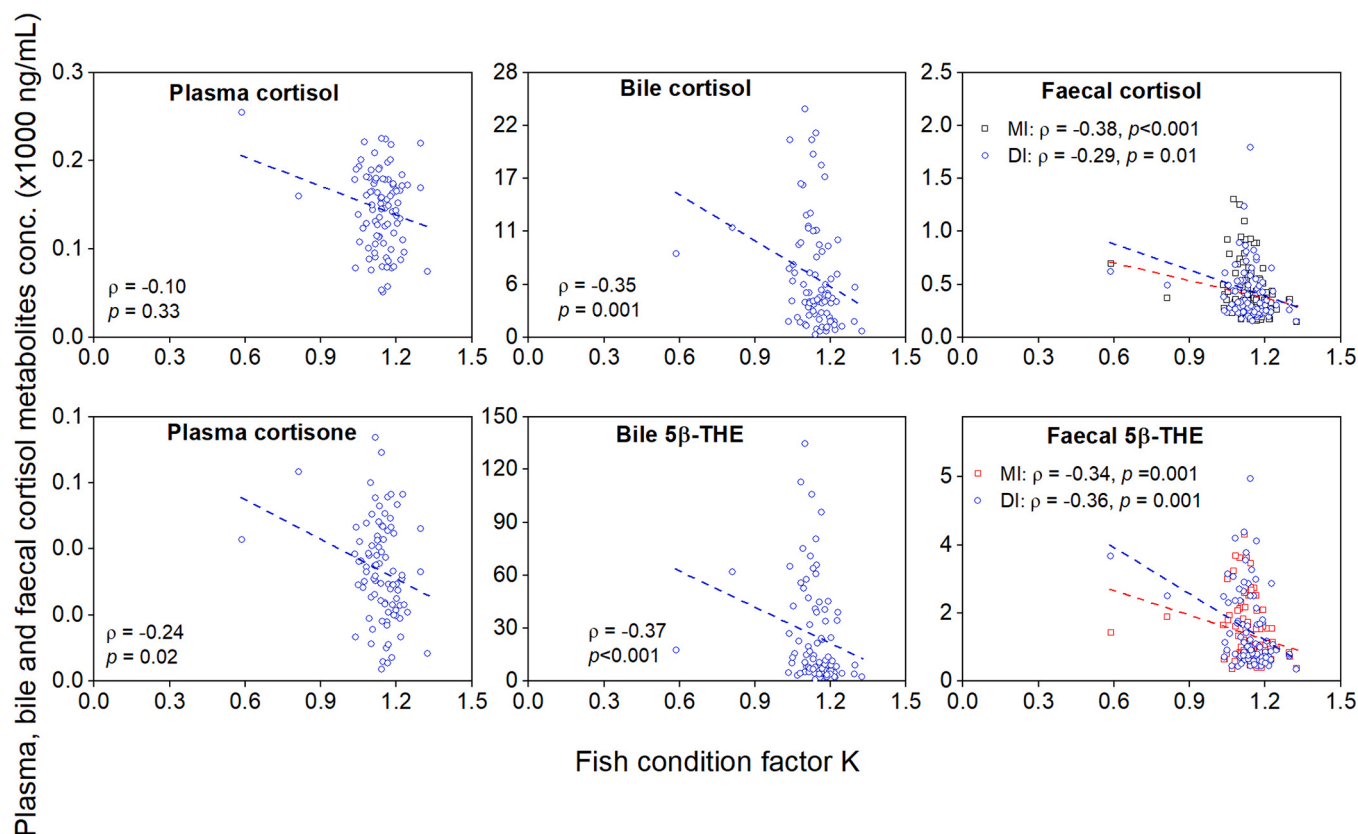 Plasma, bile and faecal cortisol metabolites conc. (x1000 ng/mL)
Plasma cortisol
0.3
0.2
0.1
0.0
ρ = -0.10
p = 0.33
0.0 0.3 0.6 0.9 1.2 1.5
Bile cortisol
28
22
17
11
6
0
ρ = -0.35
p = 0.001
0.0 0.3 0.6 0.9 1.2 1.5
Faecal cortisol
MI: ρ = -0.38, p<0.001
DI: ρ = -0.29, p = 0.01
2.5
2.0
1.5
1.0
0.5
0.0
0.0 0.3 0.6 0.9 1.2 1.5
Plasma cortisone
0.1
0.1
0.0
0.0
0.0
ρ = -0.24
p = 0.02
0.0 0.3 0.6 0.9 1.2 1.5
Bile 5β-THE
150
120
90
60
30
0
ρ = -0.37
p<0.001
0.0 0.3 0.6 0.9 1.2 1.5
Faecal 5β-THE
MI: ρ = -0.34, p =0.001
DI: ρ = -0.36, p = 0.001
5
4
2
1
0
0.0 0.3 0.6 0.9 1.2 1.5
Fish condition factor K